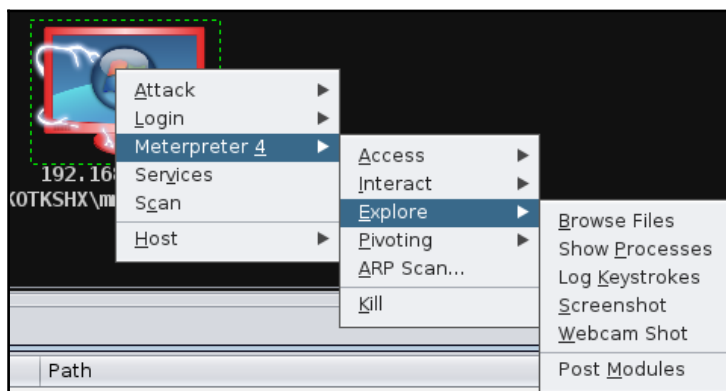 Attack
Login
Meterpreter 4
Services
Scan
Host
192.16
KOTKSHX\m
Access
Interact
Explore
Pivoting
ARP Scan...
Kill
Browse Files
Show Processes
Log Keystrokes
Screenshot
Webcam Shot
Post Modules
Path